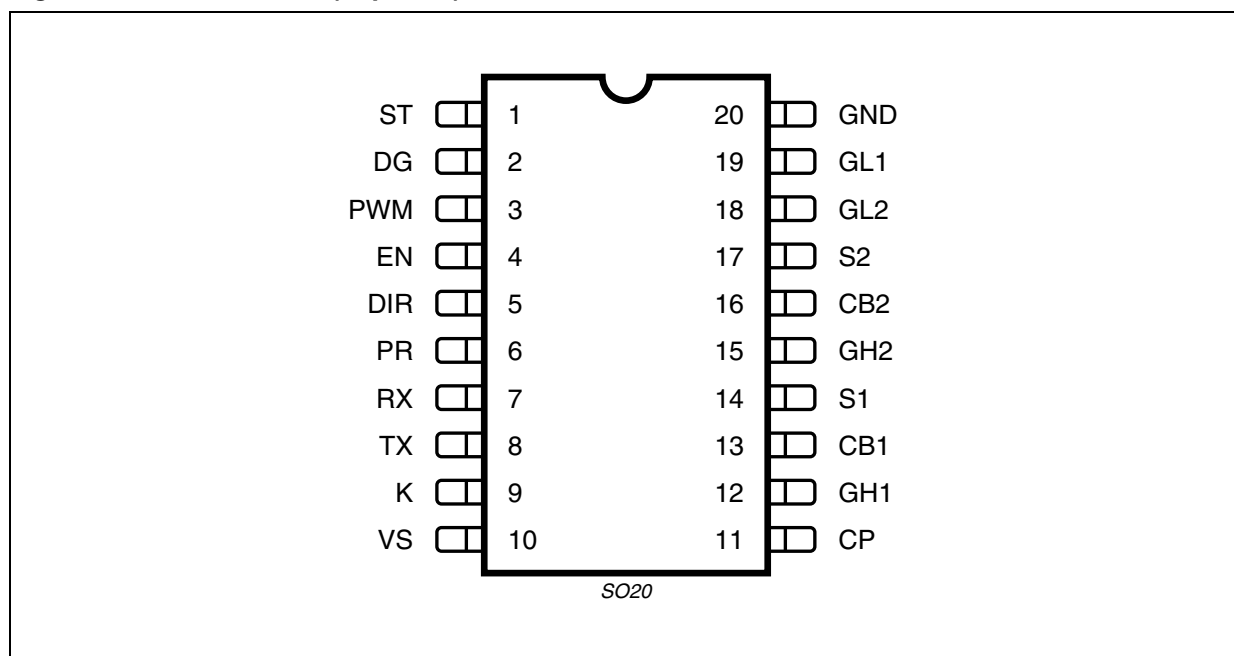 ST 1 20 GND
DG 2 19 GL1
PWM 3 18 GL2
EN 4 17 S2
DIR 5 16 CB2
PR 6 15 GH2
RX 7 14 S1
TX 8 13 CB1
K 9 12 GH1
VS 10 11 CP
SO20